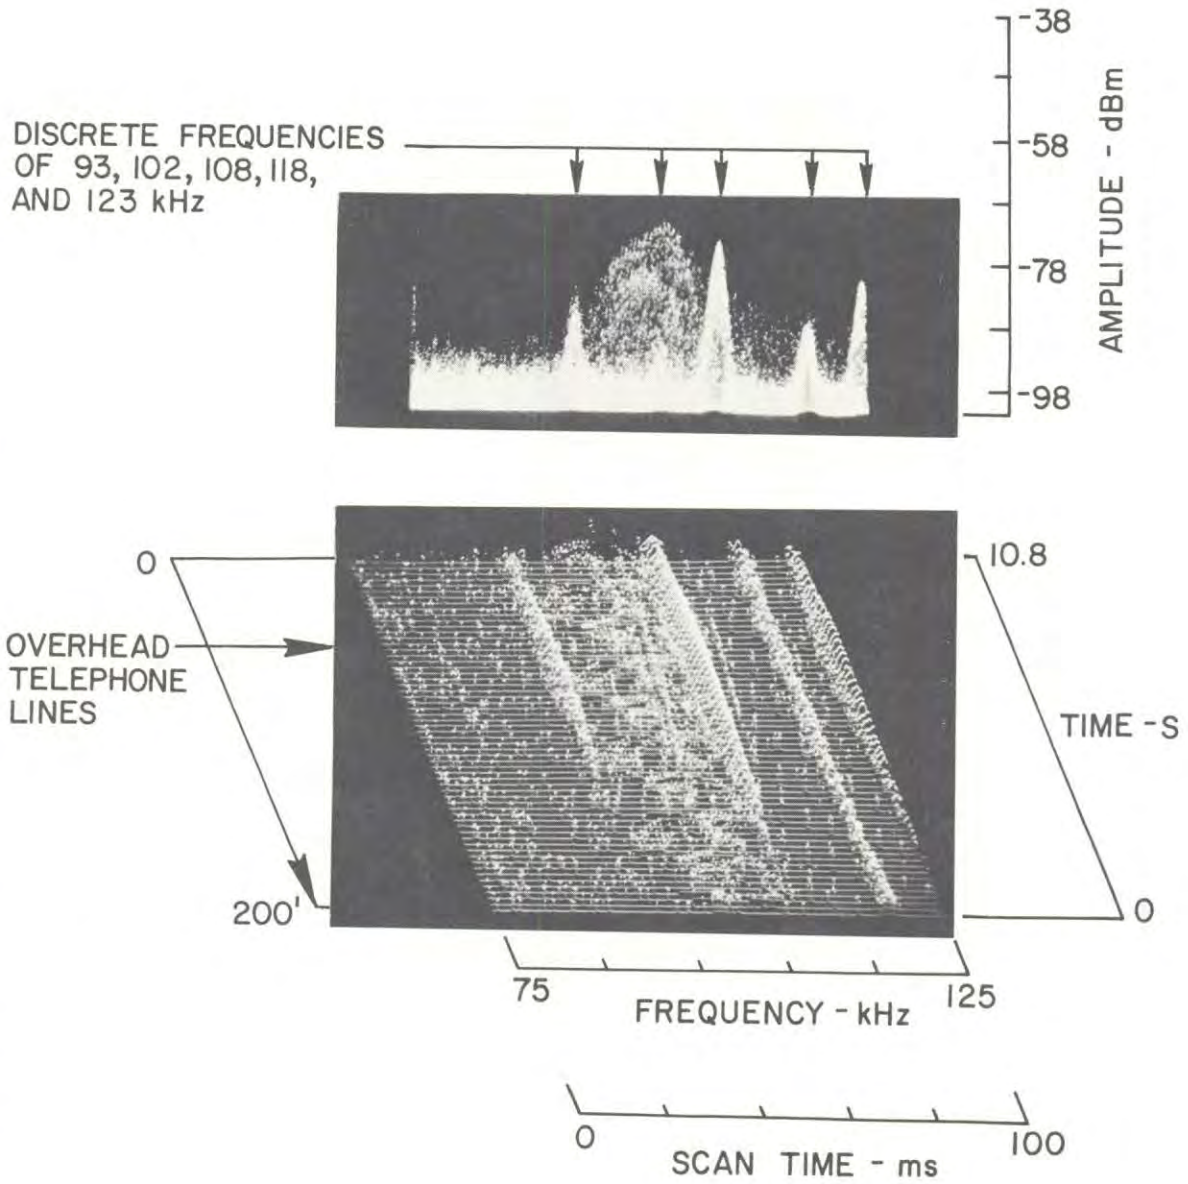 -38
DISCRETE FREQUENCIES
OF 93, 102, 108, 118,
AND 123 kHz
-58
-78
-98
AMPLITUDE - dBm
0
10.8
OVERHEAD
TELEPHONE
LINES
TIME - S
200'
0
75
125
FREQUENCY - kHz
0
100
SCAN TIME - ms